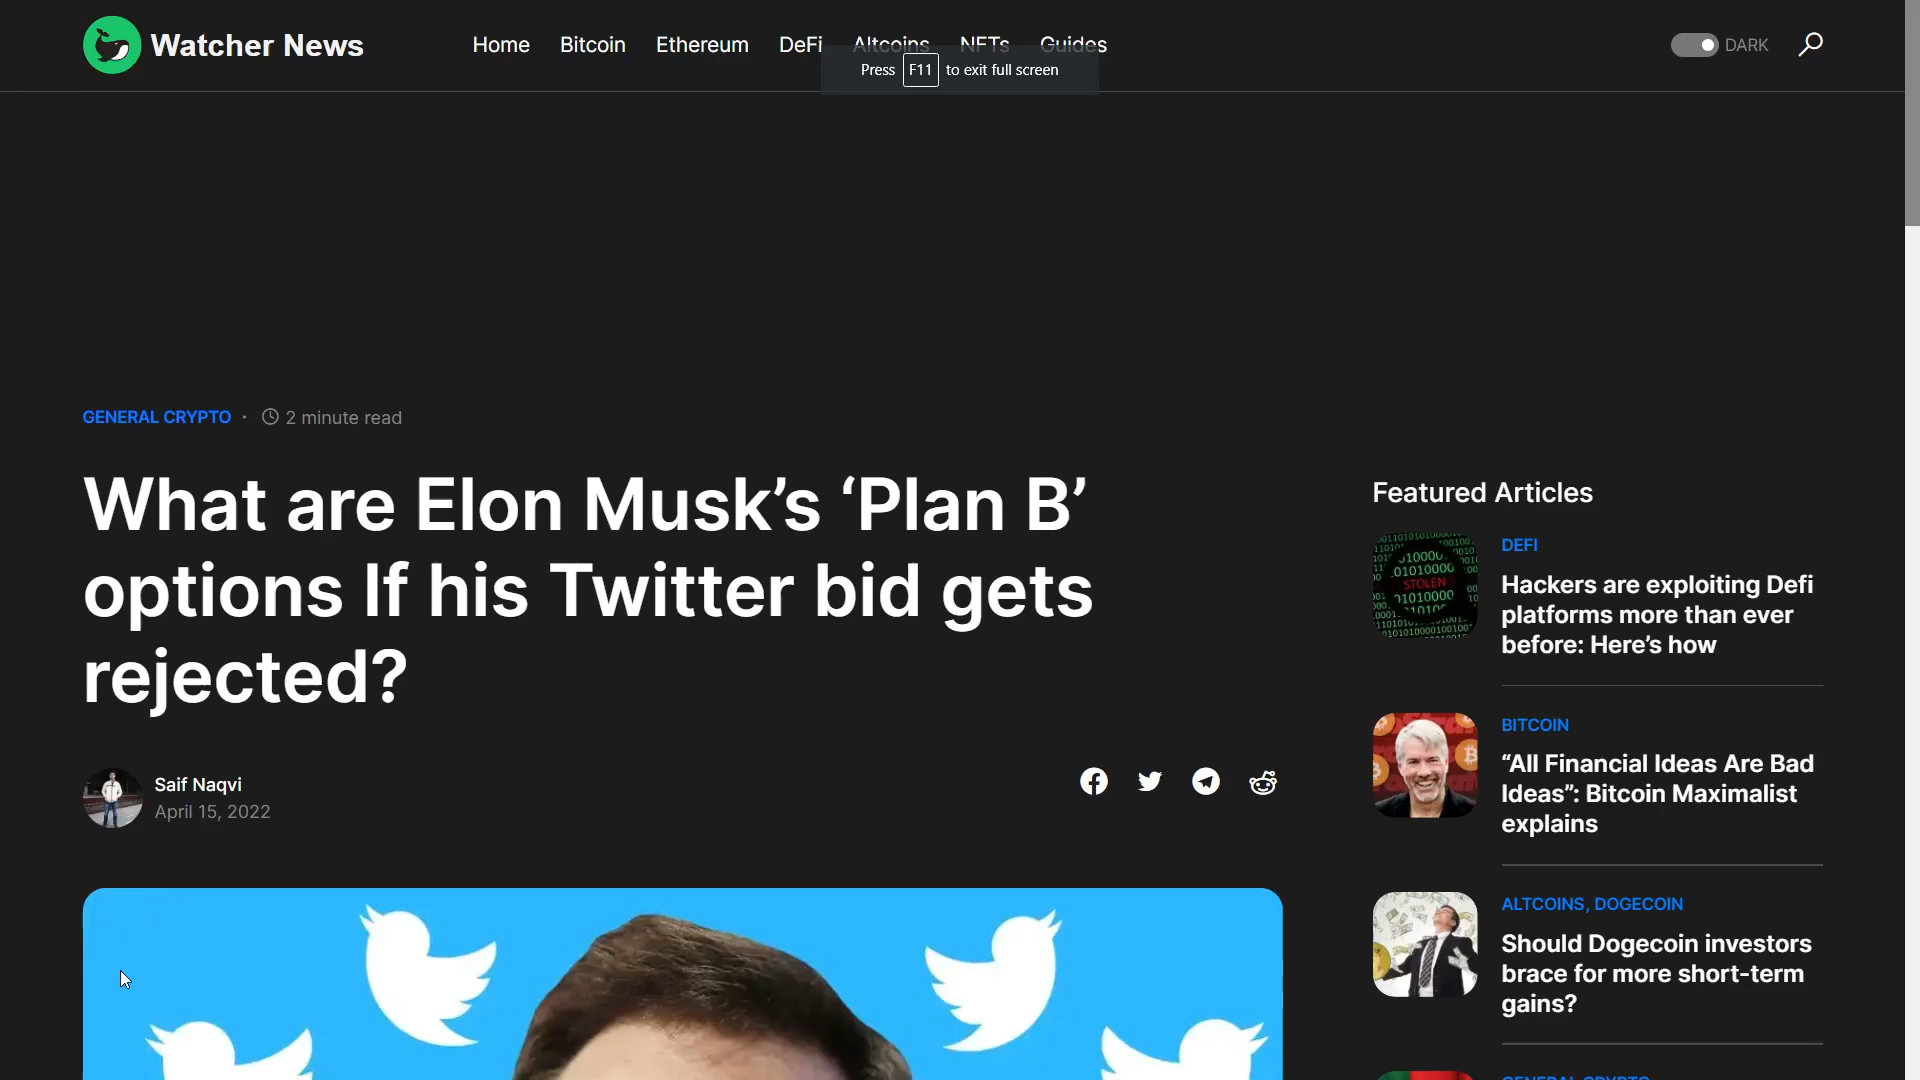 Watcher News
Home Bitcoin Ethereum DeFi Altcoins NFTs Guides
DARK
Press F11 to exit full screen
GENERAL CRYPTO · 2 minute read
What are Elon Musk’s ‘Plan B’
options If his Twitter bid gets
rejected?
Saif Naqvi
April 15, 2022
Featured Articles
STOLEN
DEFI
Hackers are exploiting Defi
platforms more than ever
before: Here’s how
BITCOIN
“All Financial Ideas Are Bad
Ideas”: Bitcoin Maximalist
explains
ALTCOINS, DOGECOIN
Should Dogecoin investors
brace for more short-term
gains?
GENERAL CRYPTO